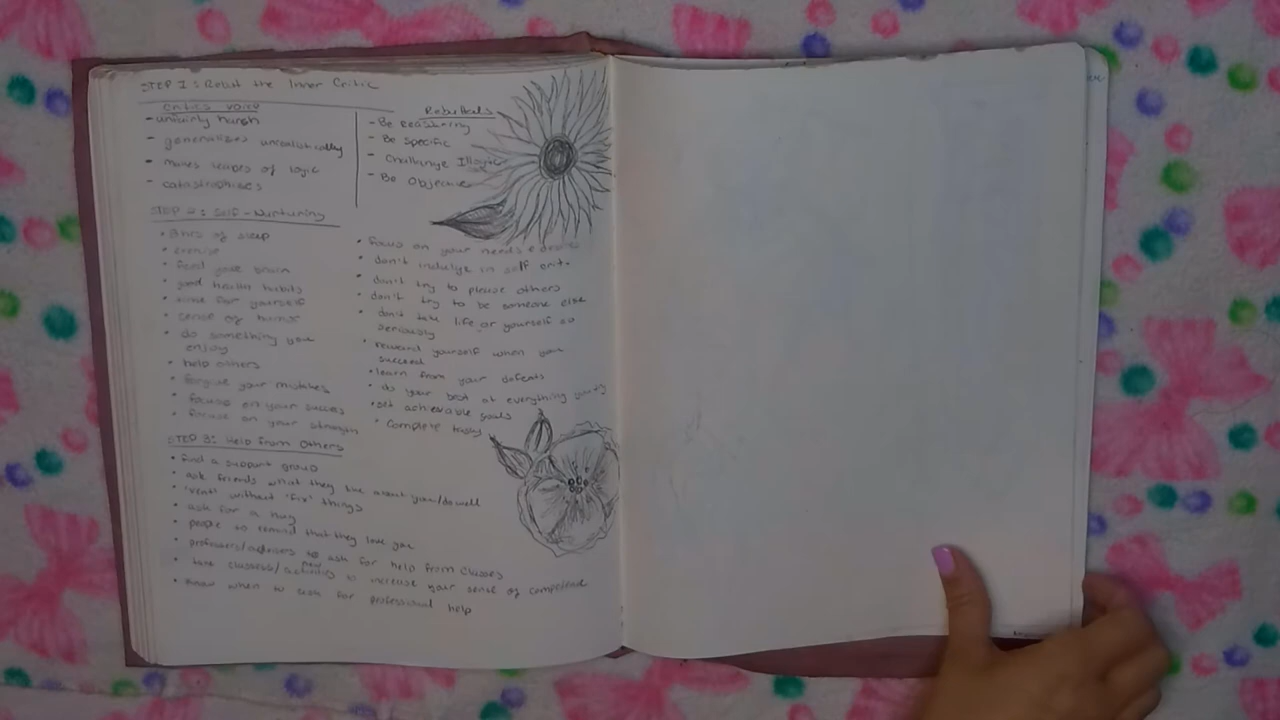 STEP 1: Rebut the Inner Critic
critics voice
- unfairly harsh
- generalizes unrealistically
- makes leapes of logic
- catastrophizes
Rebuttals
- Be Reassuring
- Be Specific
- Challenge Illogic
- Be Objective
STEP 2: Self-Nurturing
• 8 hrs of sleep
• exercise
• feed your brain
• good health habits
• time for yourself
• sense of humor
• do something you
enjoy
• help others
• forgive your mistakes
• focus on your success
• focus on your strength
• focus on your needs & desires
• don't indulge in self crit-
• don't try to please others
• don't try to be someone else
• don't take life or yourself so
seriously
• reward yourself when you
succeed
• learn from your defeats
• do your best at everything
• set achievable goals
• complete tasks
STEP 3: Help from Others
• find a support group
• ask friends what they like about you/do well
• 'vent' without 'fix' things
• ask for a hug
• people to remind that they love you
• professors/advisors to ask for help from classes
• take classes/new activities to increase your sense of competence
• know when to ask for professional help